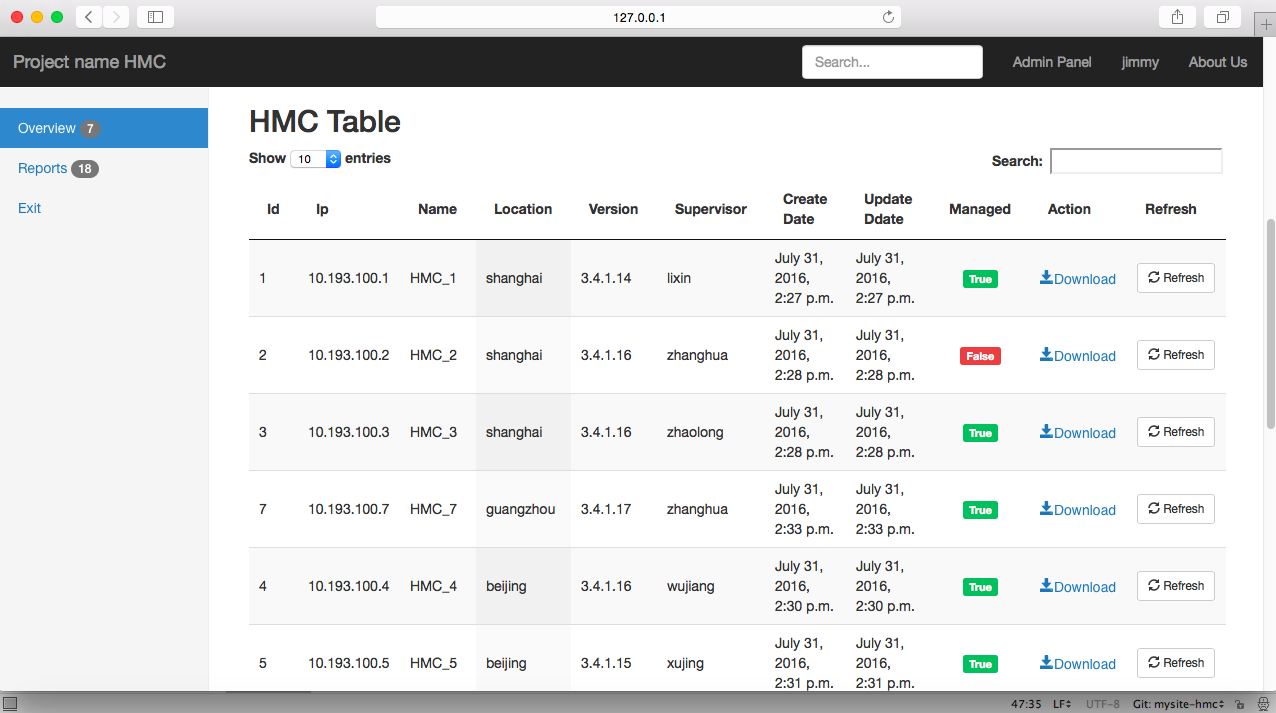 127.0.0.1
Project name HMC
Search...
Admin Panel
jimmy
About Us
Overview 7
Reports 18
Exit
HMC Table
Show 10 entries
Search:
Id Ip Name Location Version Supervisor Create Date Update Ddate Managed Action Refresh
1 10.193.100.1 HMC_1 shanghai 3.4.1.14 lixin July 31, 2016, 2:27 p.m. July 31, 2016, 2:27 p.m. True Download Refresh
2 10.193.100.2 HMC_2 shanghai 3.4.1.16 zhanghua July 31, 2016, 2:28 p.m. July 31, 2016, 2:28 p.m. False Download Refresh
3 10.193.100.3 HMC_3 shanghai 3.4.1.16 zhaolong July 31, 2016, 2:28 p.m. July 31, 2016, 2:28 p.m. True Download Refresh
7 10.193.100.7 HMC_7 guangzhou 3.4.1.17 zhanghua July 31, 2016, 2:33 p.m. July 31, 2016, 2:33 p.m. True Download Refresh
4 10.193.100.4 HMC_4 beijing 3.4.1.16 wujiang July 31, 2016, 2:30 p.m. July 31, 2016, 2:30 p.m. True Download Refresh
5 10.193.100.5 HMC_5 beijing 3.4.1.15 xujing July 31, 2016, 2:31 p.m. July 31, 2016, 2:31 p.m. True Download Refresh
47:35 LF UTF-8 Git: mysite-hmc